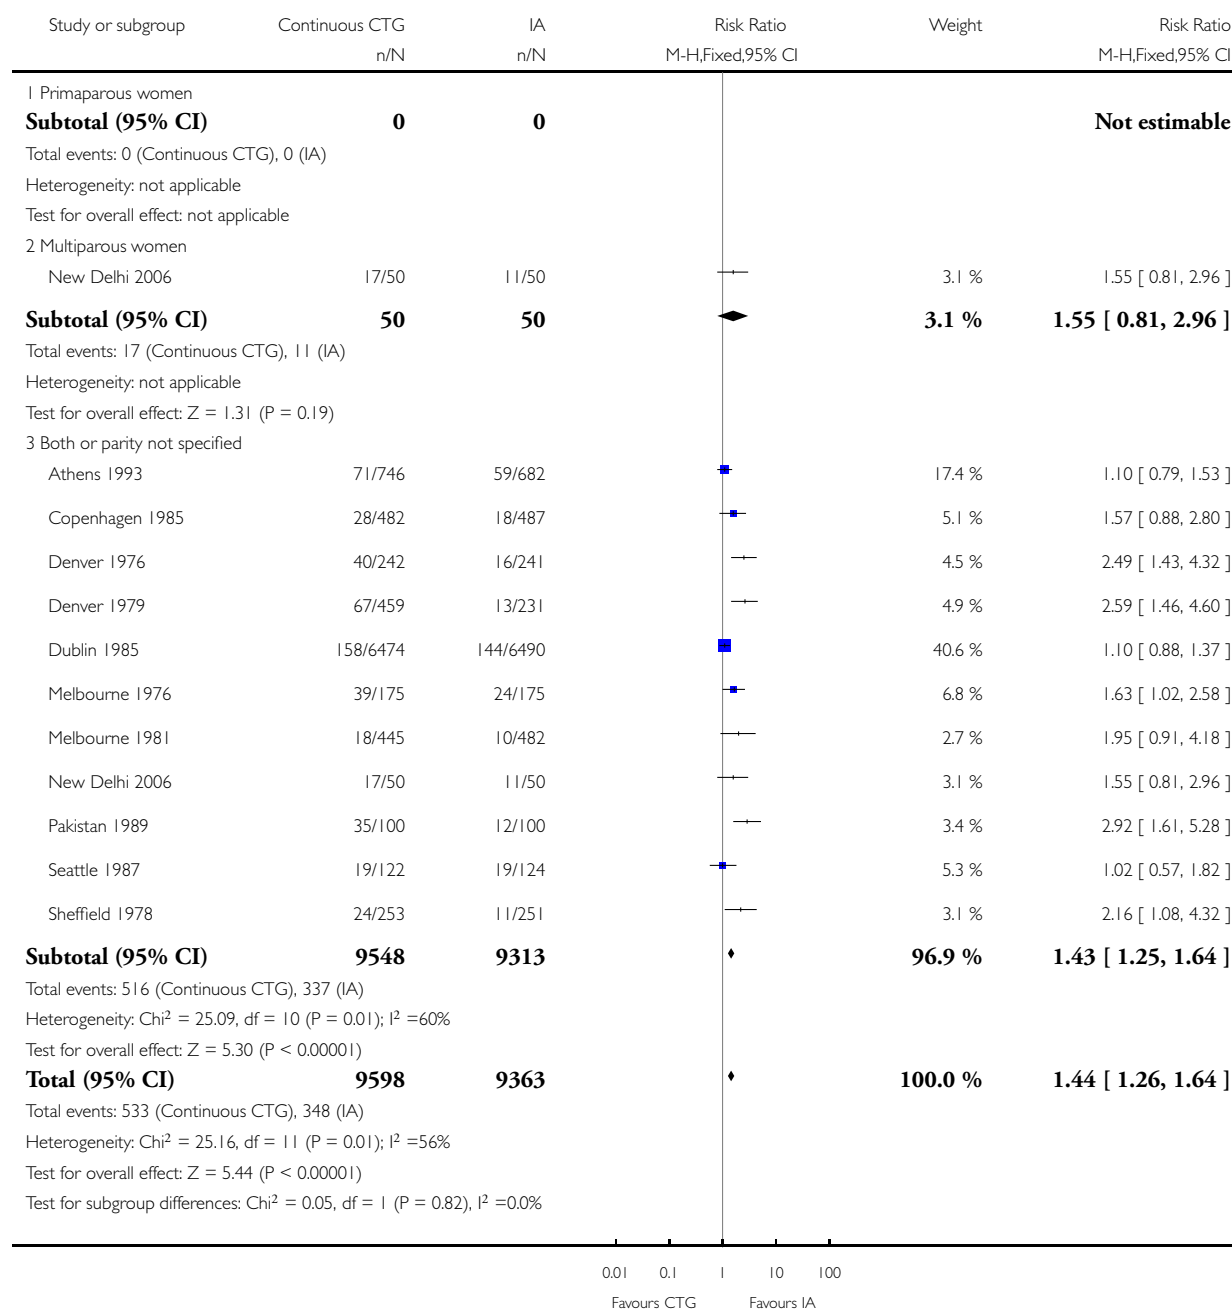 Study or subgroup Continuous CTG IA Risk Ratio Weight Risk Ratio
n/N n/N M-H,Fixed,95% CI M-H,Fixed,95% CI
1 Primaparous women
Subtotal (95% CI) 0 0 Not estimable
Total events: 0 (Continuous CTG), 0 (IA)
Heterogeneity: not applicable
Test for overall effect: not applicable
2 Multiparous women
New Delhi 2006 17/50 11/50 3.1 % 1.55 [ 0.81, 2.96 ]
Subtotal (95% CI) 50 50 3.1 % 1.55 [ 0.81, 2.96 ]
Total events: 17 (Continuous CTG), 11 (IA)
Heterogeneity: not applicable
Test for overall effect: Z = 1.31 (P = 0.19)
3 Both or parity not specified
Athens 1993 71/746 59/682 17.4 % 1.10 [ 0.79, 1.53 ]
Copenhagen 1985 28/482 18/487 5.1 % 1.57 [ 0.88, 2.80 ]
Denver 1976 40/242 16/241 4.5 % 2.49 [ 1.43, 4.32 ]
Denver 1979 67/459 13/231 4.9 % 2.59 [ 1.46, 4.60 ]
Dublin 1985 158/6474 144/6490 40.6 % 1.10 [ 0.88, 1.37 ]
Melbourne 1976 39/175 24/175 6.8 % 1.63 [ 1.02, 2.58 ]
Melbourne 1981 18/445 10/482 2.7 % 1.95 [ 0.91, 4.18 ]
New Delhi 2006 17/50 11/50 3.1 % 1.55 [ 0.81, 2.96 ]
Pakistan 1989 35/100 12/100 3.4 % 2.92 [ 1.61, 5.28 ]
Seattle 1987 19/122 19/124 5.3 % 1.02 [ 0.57, 1.82 ]
Sheffield 1978 24/253 11/251 3.1 % 2.16 [ 1.08, 4.32 ]
Subtotal (95% CI) 9548 9313 96.9 % 1.43 [ 1.25, 1.64 ]
Total events: 516 (Continuous CTG), 337 (IA)
Heterogeneity: Chi² = 25.09, df = 10 (P = 0.01); I² =60%
Test for overall effect: Z = 5.30 (P < 0.00001)
Total (95% CI) 9598 9363 100.0 % 1.44 [ 1.26, 1.64 ]
Total events: 533 (Continuous CTG), 348 (IA)
Heterogeneity: Chi² = 25.16, df = 11 (P = 0.01); I² =56%
Test for overall effect: Z = 5.44 (P < 0.00001)
Test for subgroup differences: Chi² = 0.05, df = 1 (P = 0.82), I² =0.0%
0.01 0.1 1 10 100
Favours CTG Favours IA